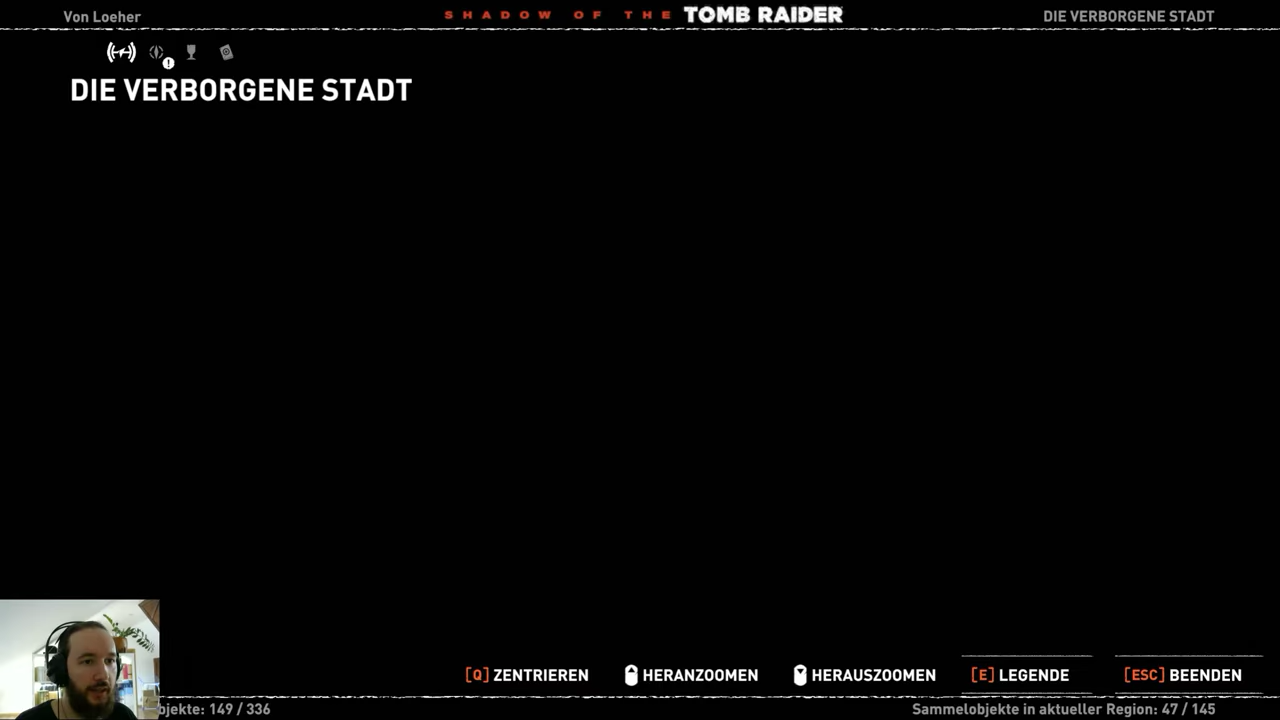 Von Loeher
SHADOW OF THE TOMB RAIDER
DIE VERBORGENE STADT
DIE VERBORGENE STADT
[Q] ZENTRIEREN
HERANZOOMEN
HERAUSZOOMEN
[E] LEGENDE
[ESC] BEENDEN
bjekte: 149 / 336
Sammelobjekte in aktueller Region: 47 / 145